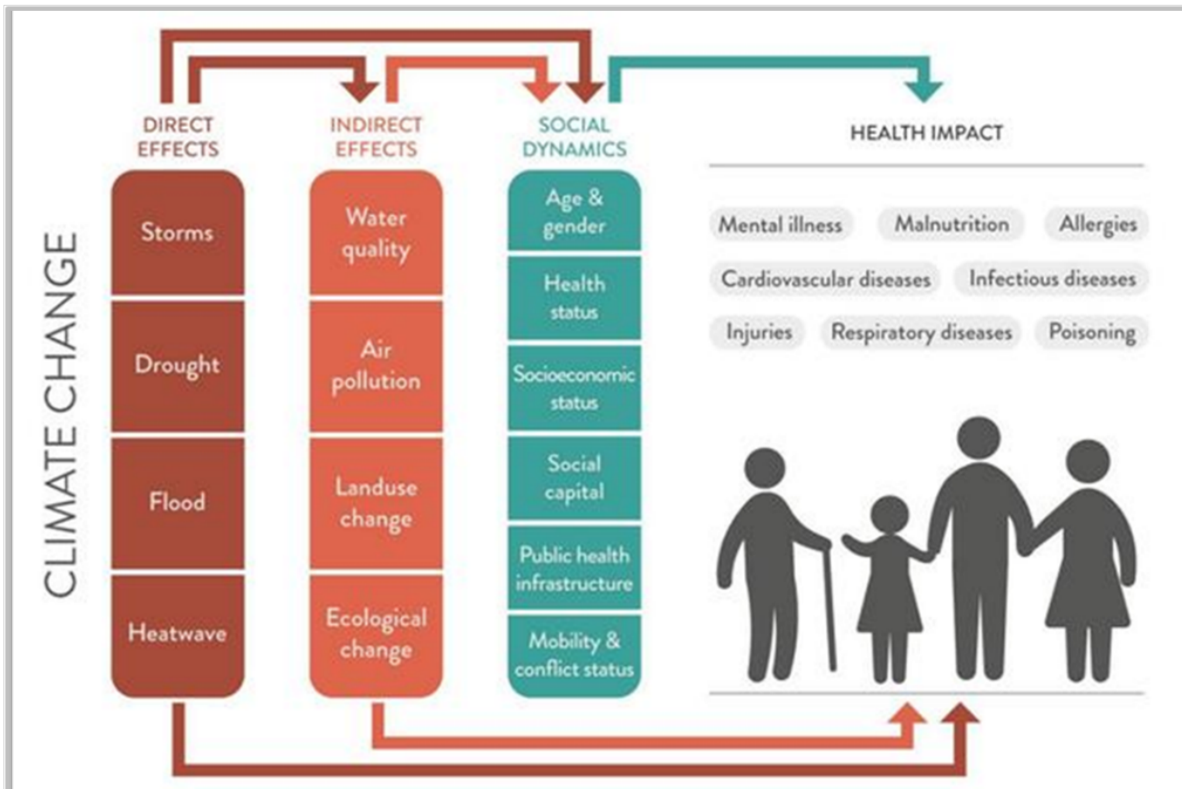 CLIMATE CHANGE
DIRECT
EFFECTS
Storms
Drought
Flood
Heatwave
INDIRECT
EFFECTS
Water
quality
Air
pollution
Landuse
change
Ecological
change
SOCIAL
DYNAMICS
Age &
gender
Health
status
Socioeconomic
status
Social
capital
Public health
infrastructure
Mobility &
conflict status
HEALTH IMPACT
Mental illness Malnutrition Allergies
Cardiovascular diseases Infectious diseases
Injuries Respiratory diseases Poisoning